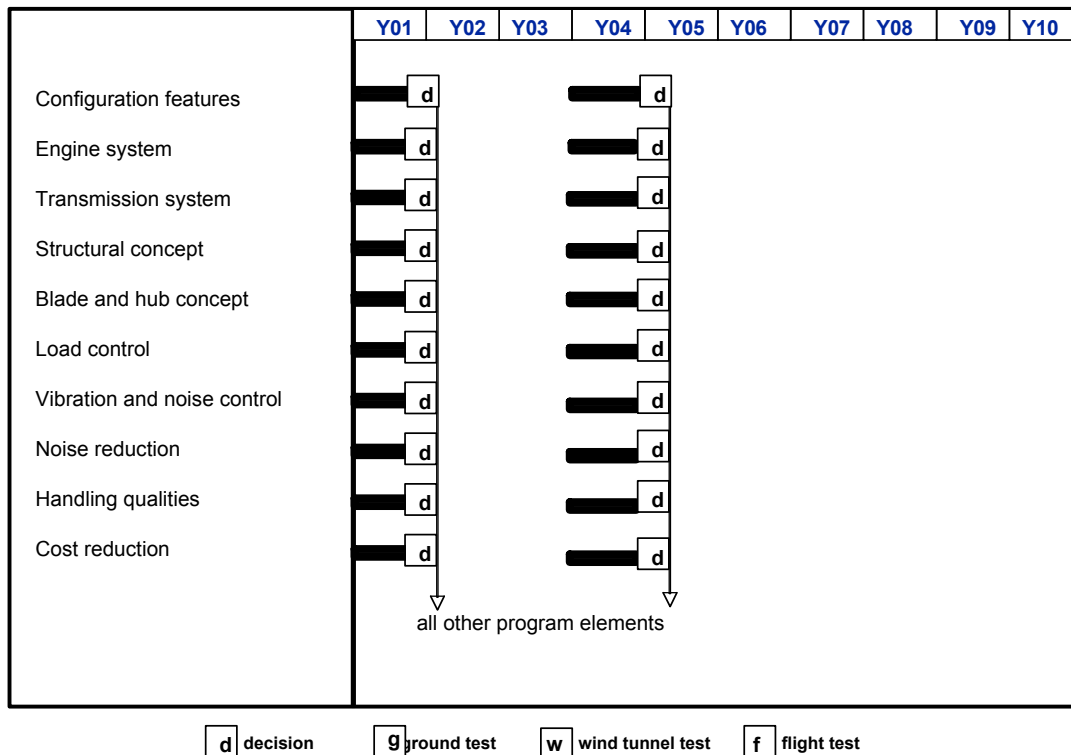 Y01 Y02 Y03 Y04 Y05 Y06 Y07 Y08 Y09 Y10
Configuration features d d
Engine system d d
Transmission system d d
Structural concept d d
Blade and hub concept d d
Load control d d
Vibration and noise control d d
Noise reduction d d
Handling qualities d d
Cost reduction d d
all other program elements
d decision g ground test w wind tunnel test f flight test